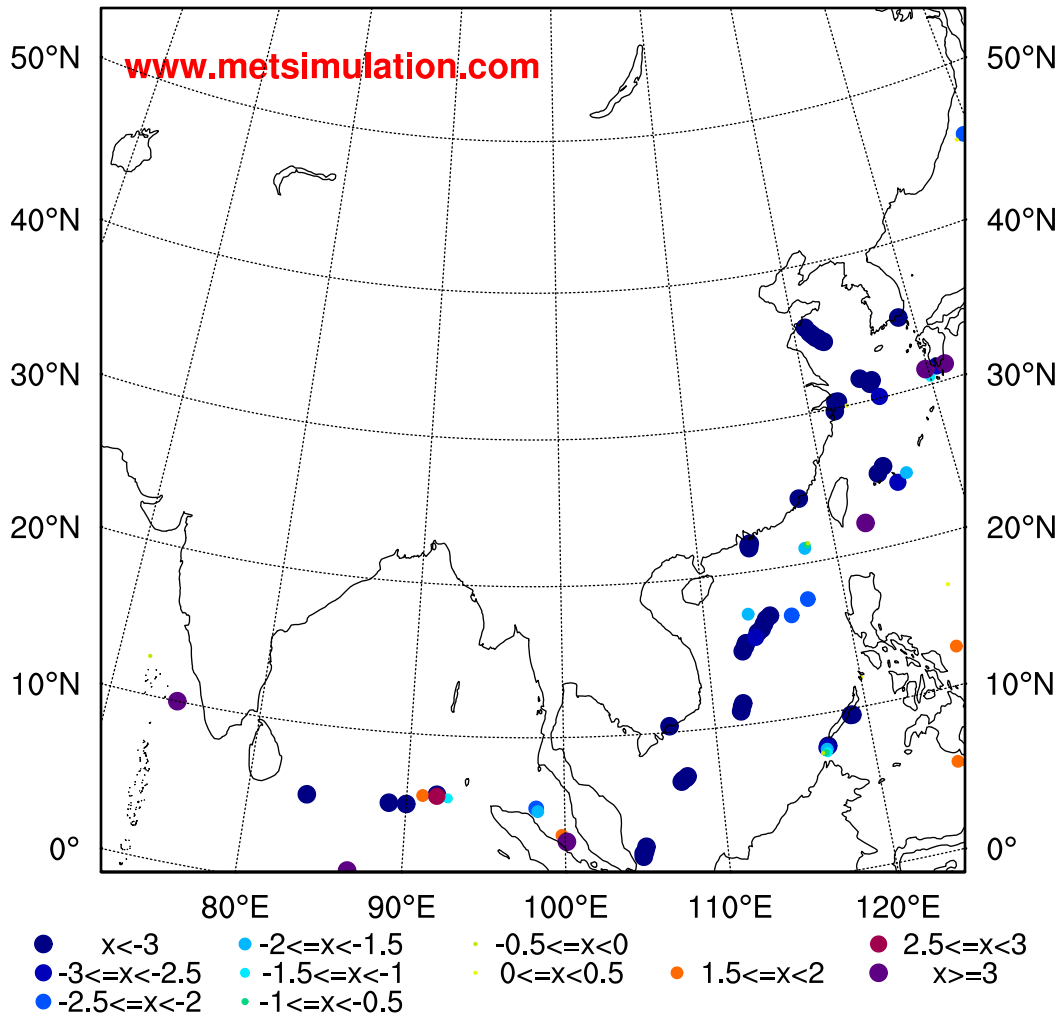 www.metsimulation.com
50°N 50°N
40°N 40°N
30°N 30°N
20°N 20°N
10°N 10°N
0° 0°
80°E 90°E 100°E 110°E 120°E
x<-3 -2<=x<-1.5 -0.5<=x<0 2.5<=x<3
-3<=x<-2.5 -1.5<=x<-1 0<=x<0.5 1.5<=x<2 x>=3
-2.5<=x<-2 -1<=x<-0.5